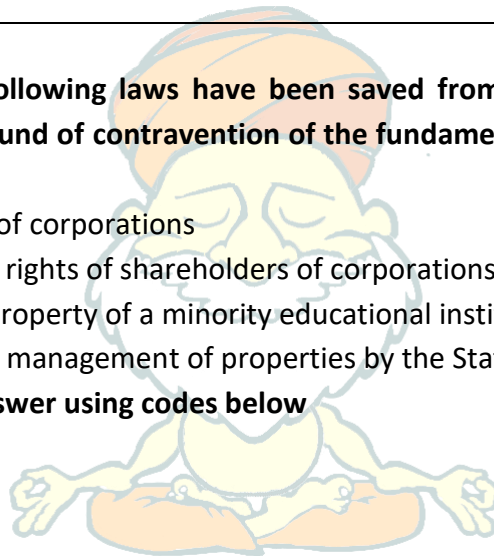 ollowing laws have been saved from
und of contravention of the fundame
of corporations
rights of shareholders of corporations
roperty of a minority educational insti
management of properties by the Sta
swer using codes below